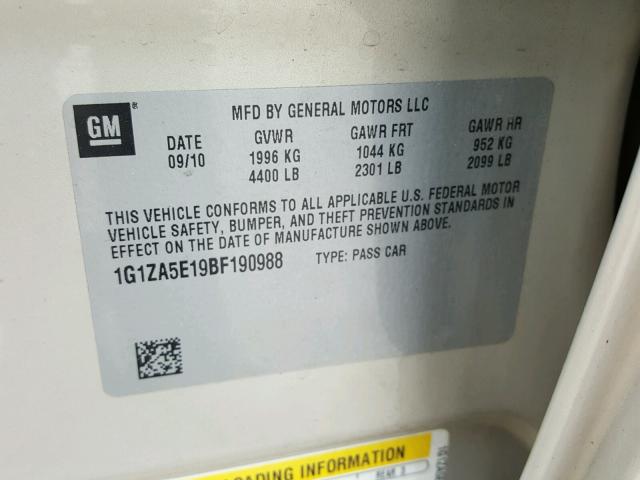 GM
MFD BY GENERAL MOTORS LLC
DATE GVWR GAWR FRT GAWR RR
09/10 1996 KG 1044 KG 952 KG
4400 LB 2301 LB 2099 LB
THIS VEHICLE CONFORMS TO ALL APPLICABLE U.S. FEDERAL MOTOR
VEHICLE SAFETY, BUMPER, AND THEFT PREVENTION STANDARDS IN
EFFECT ON THE DATE OF MANUFACTURE SHOWN ABOVE.
1G1ZA5E19BF190988 TYPE: PASS CAR
LOADING INFORMATION
REAR